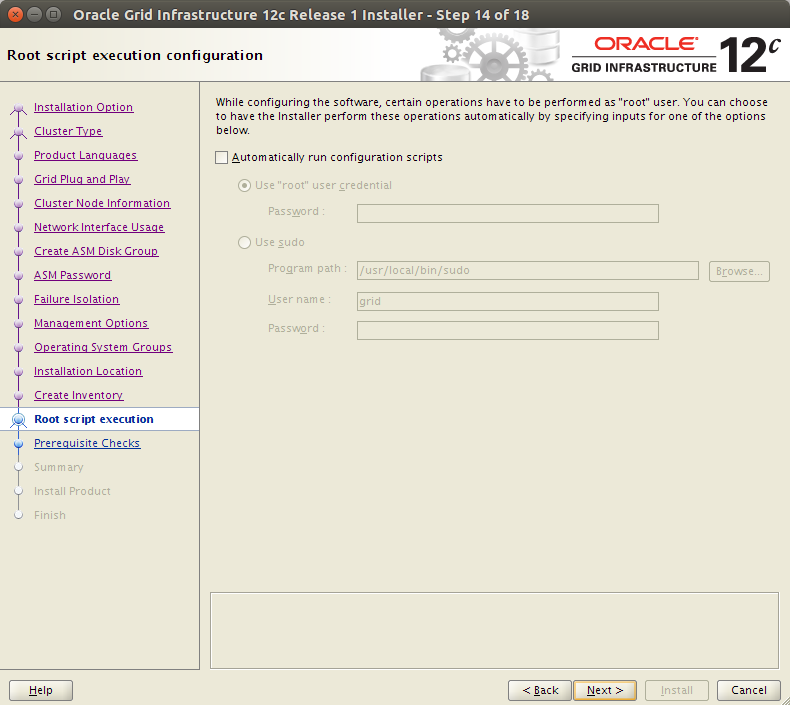 Oracle Grid Infrastructure 12c Release 1 Installer - Step 14 of 18
Root script execution configuration
ORACLE
GRID INFRASTRUCTURE
12c
Installation Option
Cluster Type
Product Languages
Grid Plug and Play
Cluster Node Information
Network Interface Usage
Create ASM Disk Group
ASM Password
Failure Isolation
Management Options
Operating System Groups
Installation Location
Create Inventory
Root script execution
Prerequisite Checks
Summary
Install Product
Finish
While configuring the software, certain operations have to be performed as "root" user. You can choose
to have the Installer perform these operations automatically by specifying inputs for one of the options
below.
Automatically run configuration scripts
Use "root" user credential
Password :
Use sudo
Program path : /usr/local/bin/sudo Browse...
User name : grid
Password :
Help < Back Next > Install Cancel